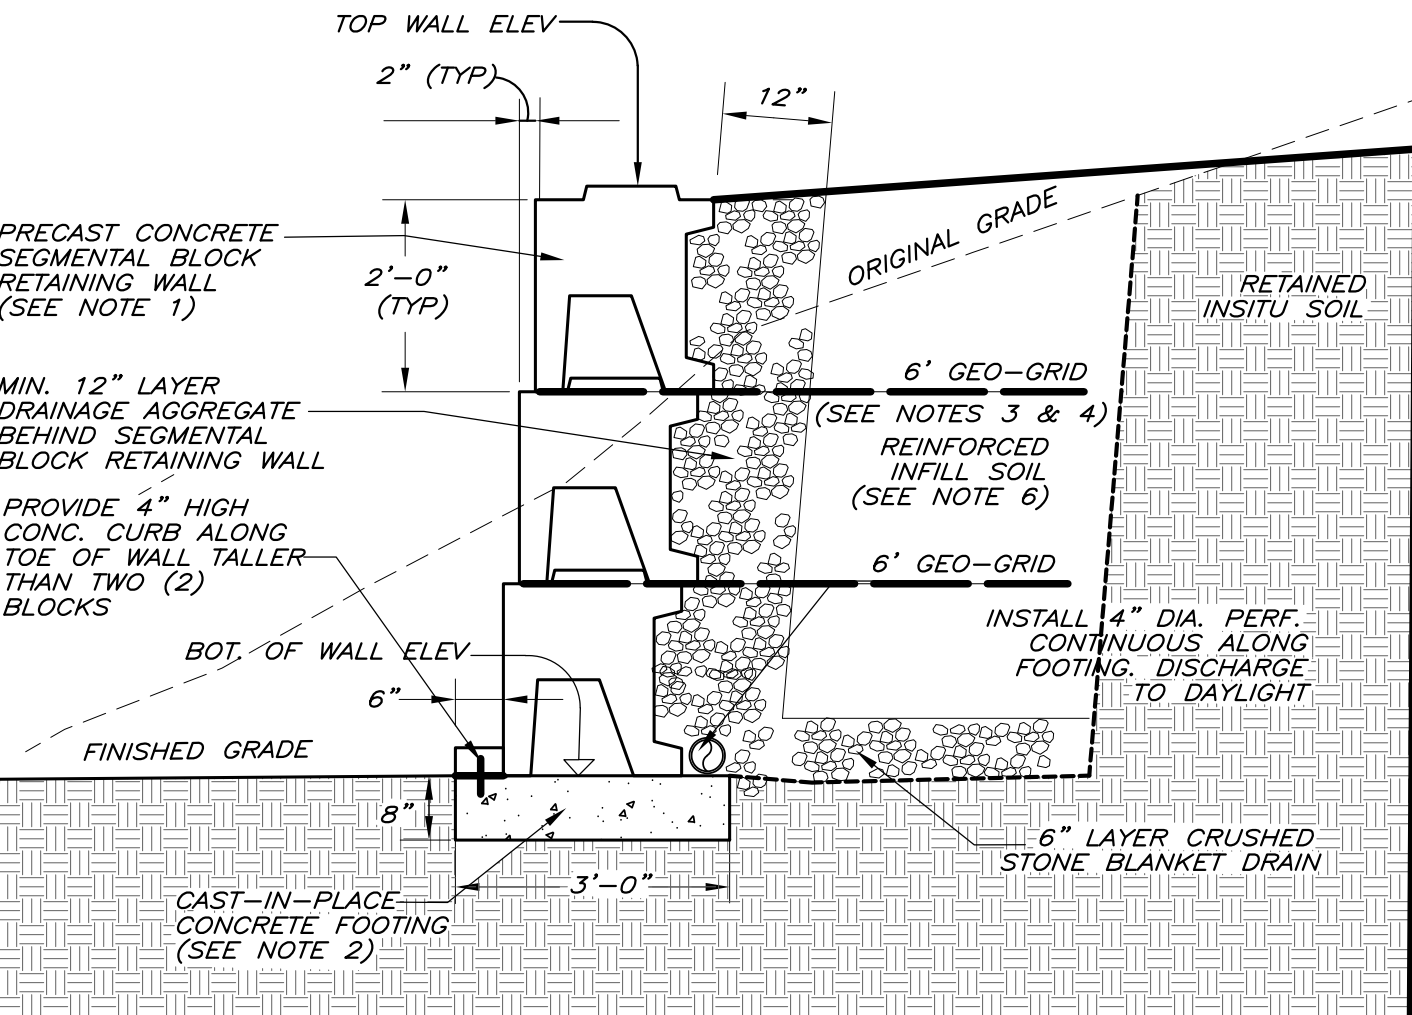 TOP WALL ELEV
2" (TYP)
12"
PRECAST CONCRETE
SEGMENTAL BLOCK
RETAINING WALL
(SEE NOTE 1)
2'-0"
(TYP)
ORIGINAL GRADE
RETAINED
INSITU SOIL
MIN. 12" LAYER
DRAINAGE AGGREGATE
BEHIND SEGMENTAL
BLOCK RETAINING WALL
6' GEO-GRID
(SEE NOTES 3 & 4)
REINFORCED
INFILL SOIL
(SEE NOTE 6)
PROVIDE 4" HIGH
CONC. CURB ALONG
TOE OF WALL TALLER
THAN TWO (2)
BLOCKS
6' GEO-GRID
INSTALL 4" DIA. PERF.
CONTINUOUS ALONG
FOOTING. DISCHARGE
TO DAYLIGHT
BOT. OF WALL ELEV
6"
FINISHED GRADE
8"
6" LAYER CRUSHED
STONE BLANKET DRAIN
3'-0"
CAST-IN-PLACE
CONCRETE FOOTING
(SEE NOTE 2)